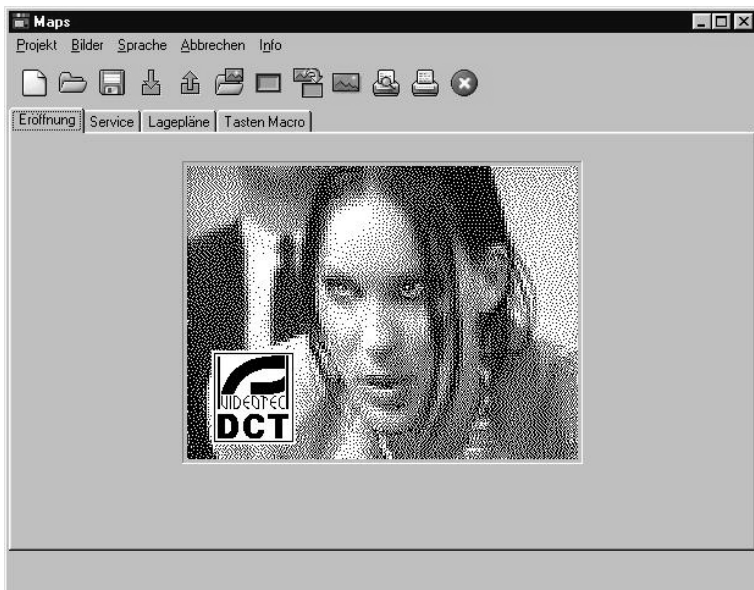 Maps
Projekt Bilder Sprache Abbrechen Info
Eröffnung Service Lagepläne Tasten Macro
VIDEOTEC
DCT